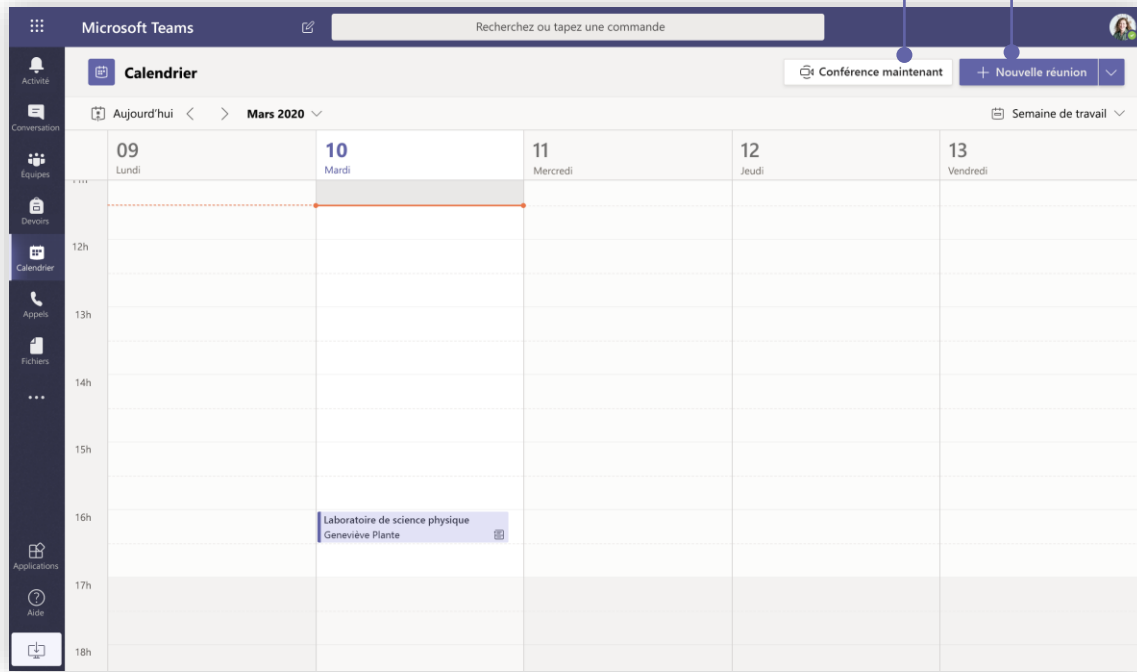 Microsoft Teams
Recherchez ou tapez une commande
Activité
Conversation
Équipes
Devoirs
Calendrier
Appels
Fichiers
Applications
Aide
Calendrier
Conférence maintenant
+ Nouvelle réunion
Aujourd'hui
Mars 2020
Semaine de travail
09
Lundi
10
Mardi
11
Mercredi
12
Jeudi
13
Vendredi
12h
13h
14h
15h
16h
Laboratoire de science physique
Geneviève Plante
17h
18h